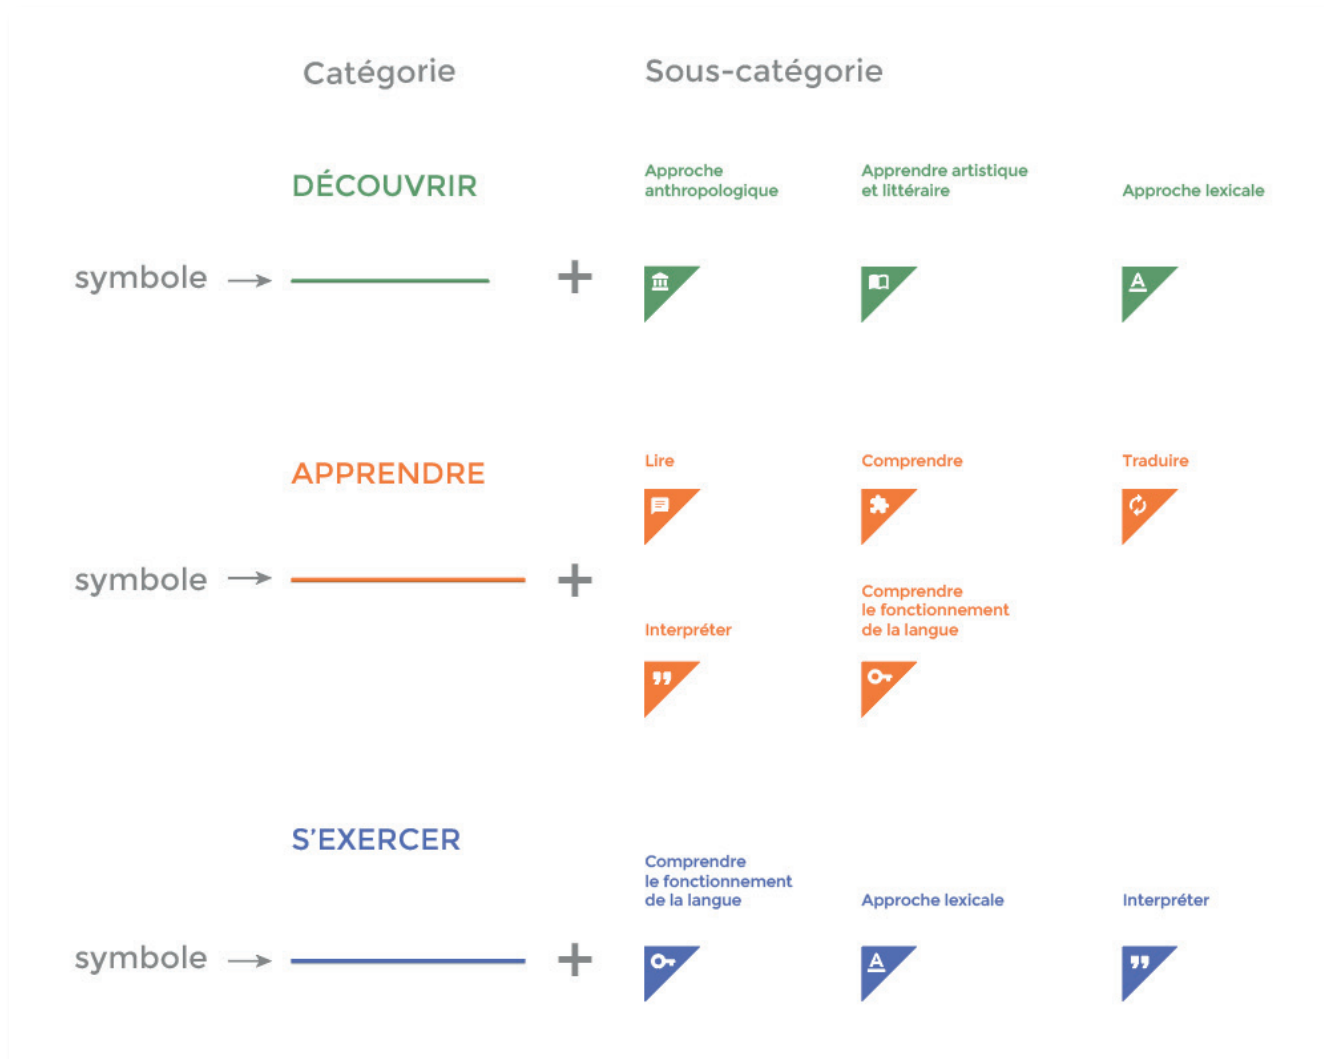 Catégorie
Sous-catégorie
DÉCOUVRIR
Approche
anthropologique
Apprendre artistique
et littéraire
Approche lexicale
symbole
+
A
APPRENDRE
Lire
Comprendre
Traduire
symbole
+
Interpréter
Comprendre
le fonctionnement
de la langue
S’EXERCER
Comprendre
le fonctionnement
de la langue
Approche lexicale
Interpréter
symbole
+
A